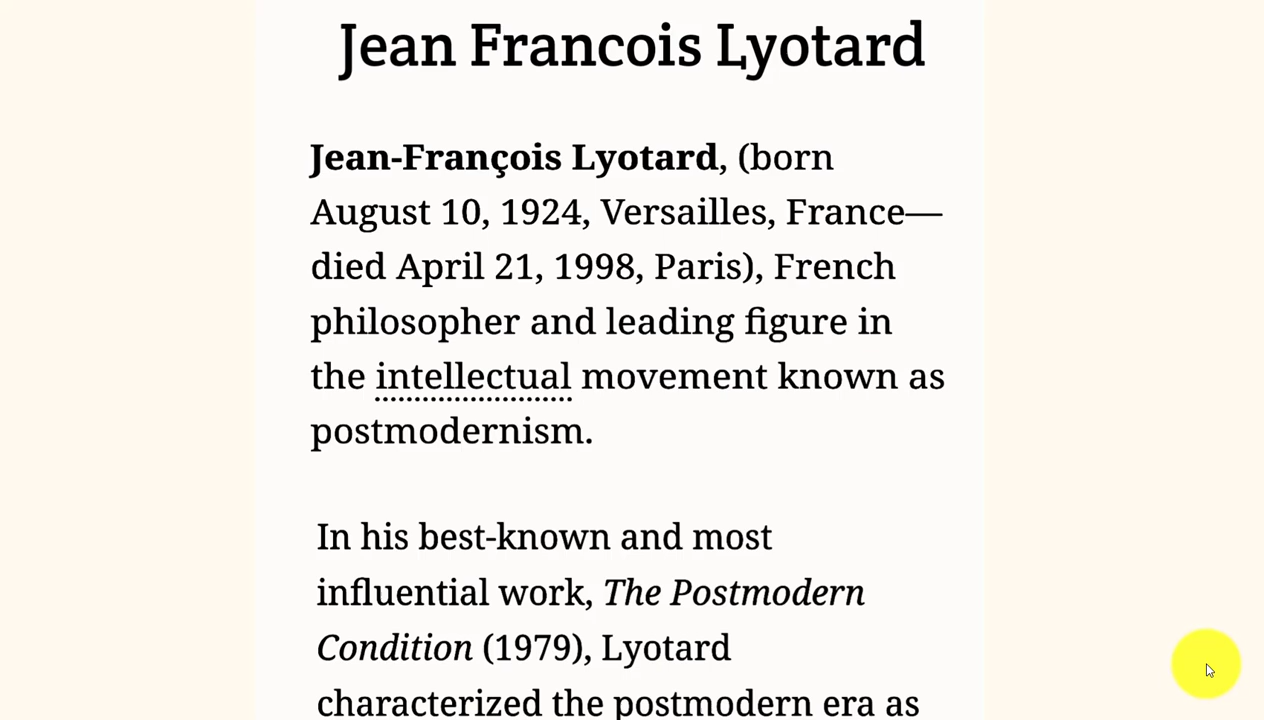 Jean Francois Lyotard
Jean-François Lyotard, (born
August 10, 1924, Versailles, France—
died April 21, 1998, Paris), French
philosopher and leading figure in
the intellectual movement known as
postmodernism.
In his best-known and most
influential work, The Postmodern
Condition (1979), Lyotard
characterized the postmodern era as